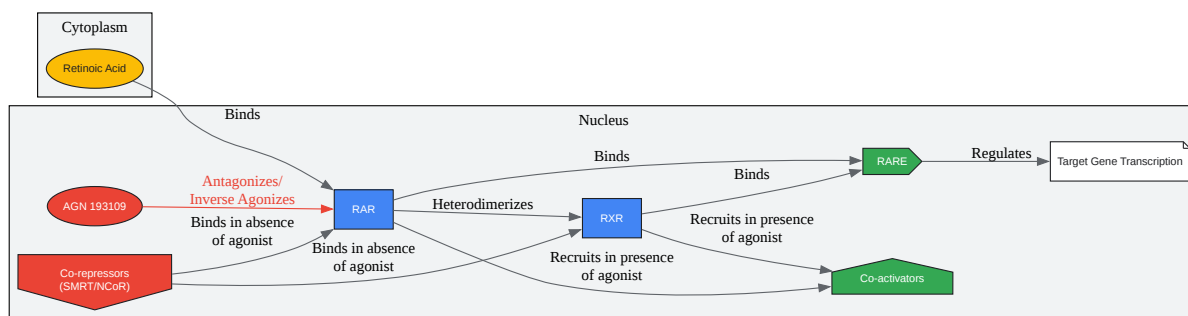 Cytoplasm
Retinoic Acid
Binds
Nucleus
Binds
RARE
Regulates
Target Gene Transcription
Binds
Antagonizes/
Inverse Agonizes
AGN 193109
RAR
Heterodimerizes
RXR
Binds in absence
of agonist
Recruits in presence
of agonist
Binds in absence
of agonist
Recruits in presence
of agonist
Co-repressors
(SMRT/NCoR)
Co-activators